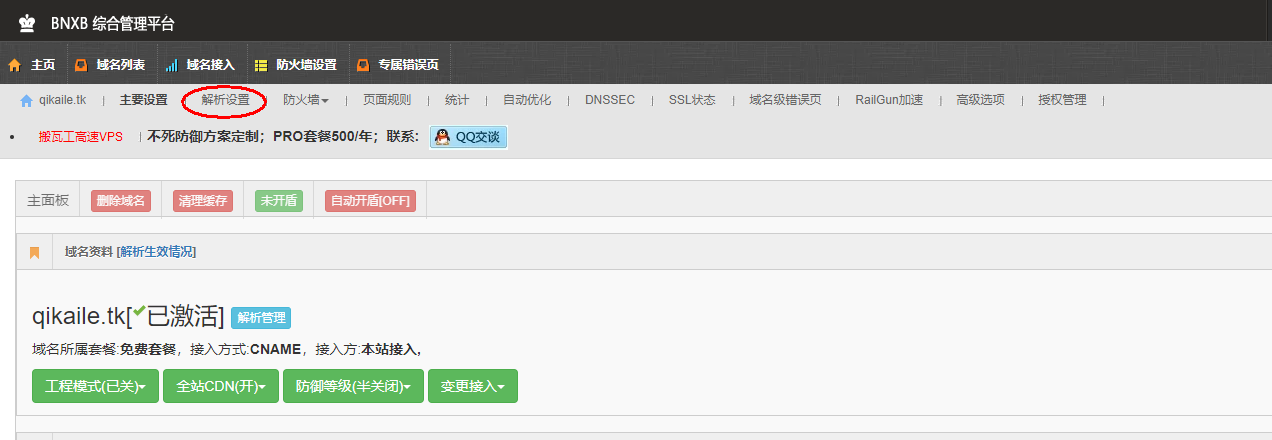 BNXB 综合管理平台
主页 域名列表 域名接入 防火墙设置 专属错误页
qikaile.tk | 主要设置 | 解析设置 | 防火墙 | 页面规则 | 统计 | 自动优化 | DNSSEC | SSL状态 | 域名级错误页 | RailGun加速 | 高级选项 | 授权管理 |
• 搬瓦工高速VPS | 不死防御方案定制；PRO套餐500/年；联系： QQ交谈
主面板 删除域名 清理缓存 未开盾 自动开盾[OFF]
域名资料 [解析生效情况]
qikaile.tk[已激活] 解析管理
域名所属套餐:免费套餐，接入方式:CNAME，接入方:本站接入，
工程模式(已关) 全站CDN(开) 防御等级(半关闭) 变更接入